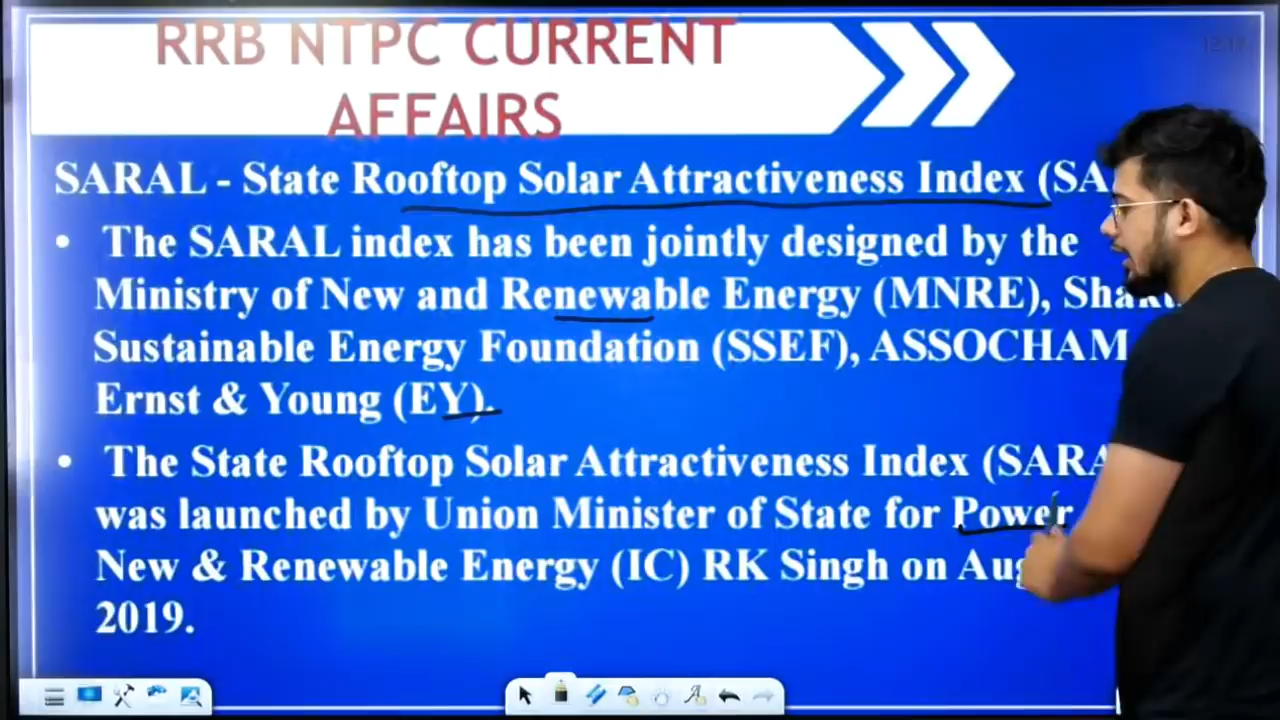 RRB NTPC CURRENT
AFFAIRS
SARAL - State Rooftop Solar Attractiveness Index (SA
• The SARAL index has been jointly designed by the
Ministry of New and Renewable Energy (MNRE),
Sustainable Energy Foundation (SSEF), ASSOCHAM
Ernst & Young (EY).
• The State Rooftop Solar Attractiveness Index (SARA
was launched by Union Minister of State for Power
New & Renewable Energy (IC) RK Singh on Aug
2019.